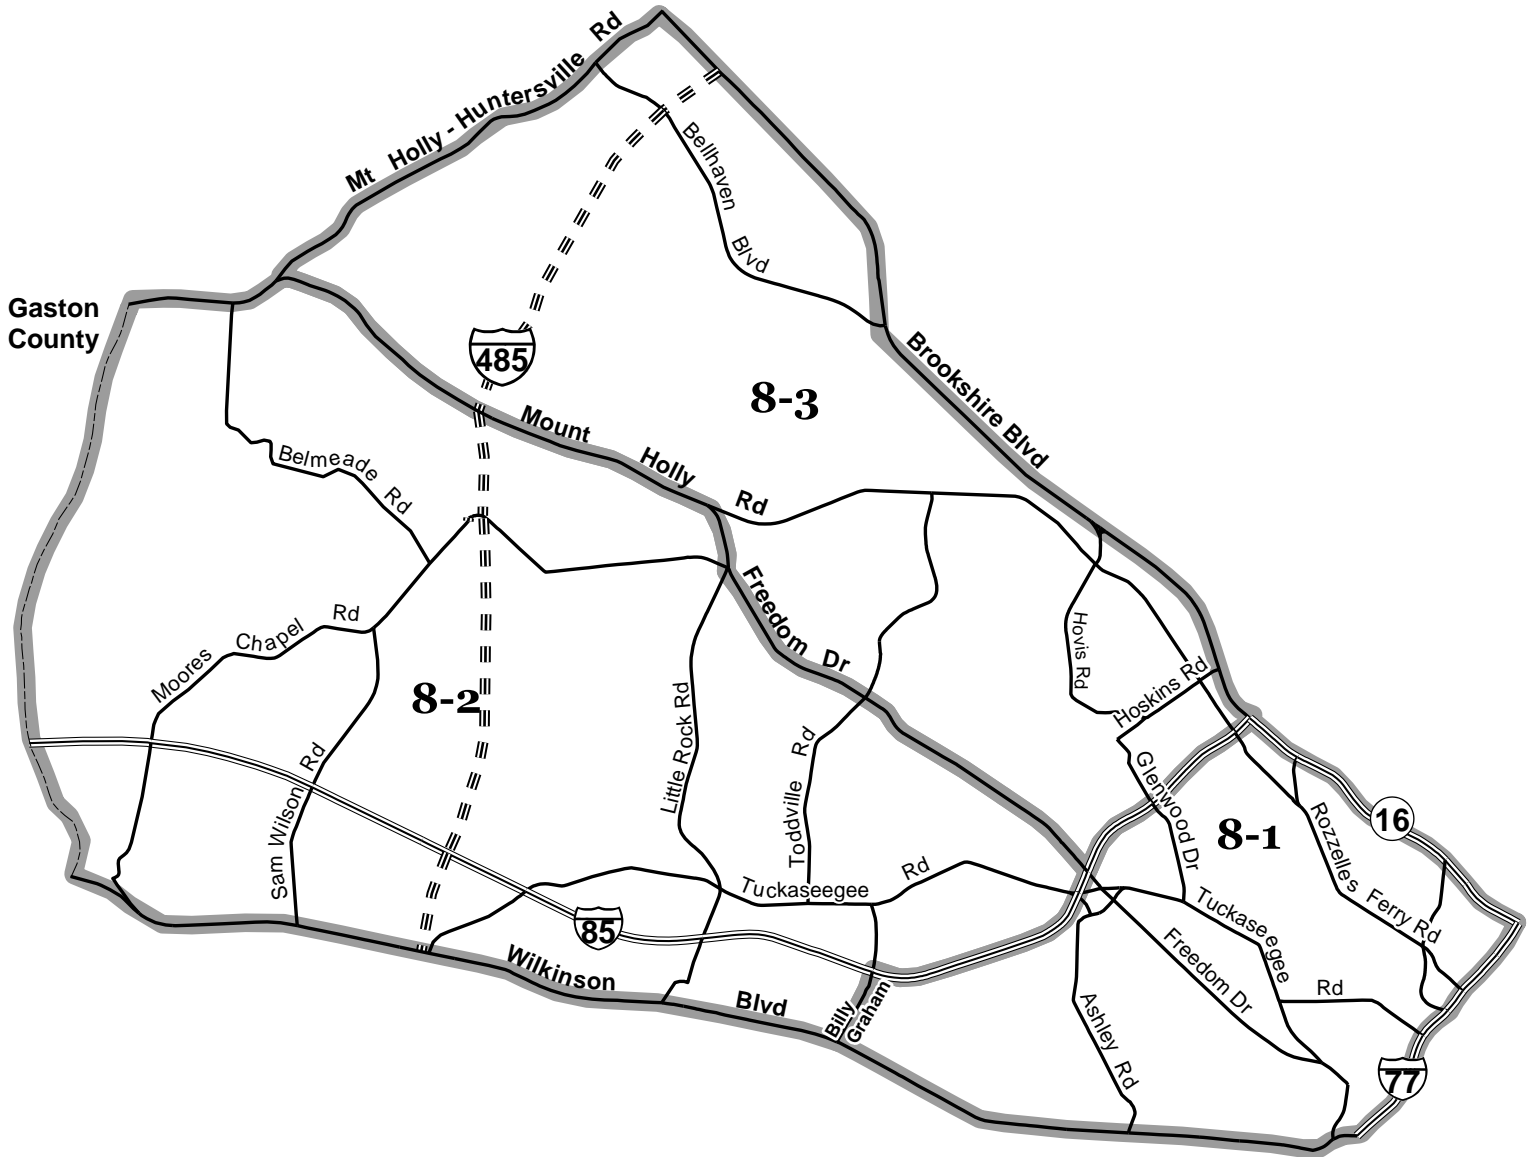 Mt Holly - Huntersville Rd
Bellhaven Blvd
Gaston
County
485
8-3
Brookshire Blvd
Mount Holly Rd
Belmeade Rd
Freedom Dr
Moores Chapel Rd
Hovis Rd
Hoskins Rd
8-2
Little Rock Rd
Toddville Rd
Sam Wilson Rd
Glenwood Dr
8-1
16
Rozzelles Ferry Rd
Tuckaseegee Rd
Tuckaseegee Rd
85
Wilkinson Blvd
Billy
Graham
Freedom Dr
Ashley Rd
77